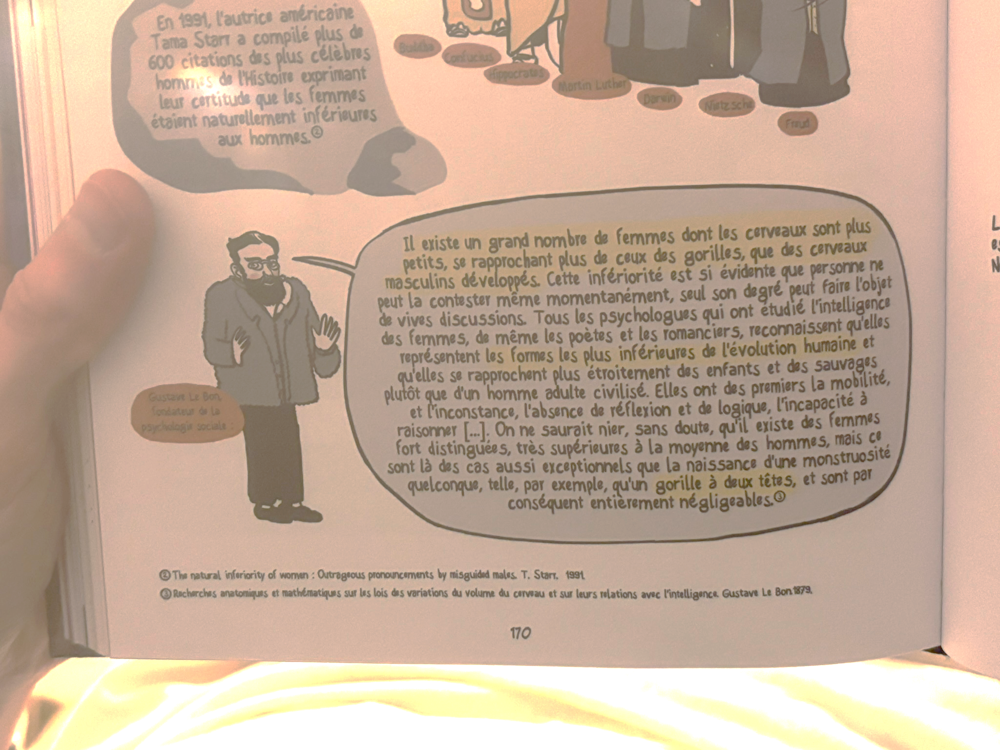 En 1991, l'autrice américaine
Tama Starr a compilé plus de
600 citations des plus célèbres
hommes de l'Histoire exprimant
leur certitude que les femmes
étaient naturellement inférieures
aux hommes.②
Buddha
Confucius
Hippocrates
Martin Luther
Darwin
Nietzsche
Freud
Il existe un grand nombre de femmes dont les cerveaux sont plus
petits, se rapprochant plus de ceux des gorilles, que des cerveaux
masculins développés. Cette infériorité est si évidente que personne ne
peut la contester même momentanément, seul son degré peut faire l'objet
de vives discussions. Tous les psychologues qui ont étudié l'intelligence
des femmes, de même les poètes et les romanciers, reconnaissent qu'elles
représentent les formes les plus inférieures de l'évolution humaine et
qu'elles se rapprochent plus étroitement des enfants et des sauvages
plutôt que d'un homme adulte civilisé. Elles ont des premiers la mobilité,
et l'inconstance, l'absence de réflexion et de logique, l'incapacité à
raisonner [...]. On ne saurait nier, sans doute, qu'il existe des femmes
fort distinguées, très supérieures à la moyenne des hommes, mais ce
sont là des cas aussi exceptionnels que la naissance d'une monstruosité
quelconque, telle, par exemple, qu'un gorille à deux têtes, et sont par
conséquent entièrement négligeables.③
Gustave Le Bon,
fondateur de la
psychologie sociale :
② The natural inferiority of women : Outrageous pronouncements by misguided males. T. Starr. 1991
③ Recherches anatomiques et mathématiques sur les lois des variations du volume du cerveau et sur leurs relations avec l'intelligence. Gustave Le Bon.1879.
170